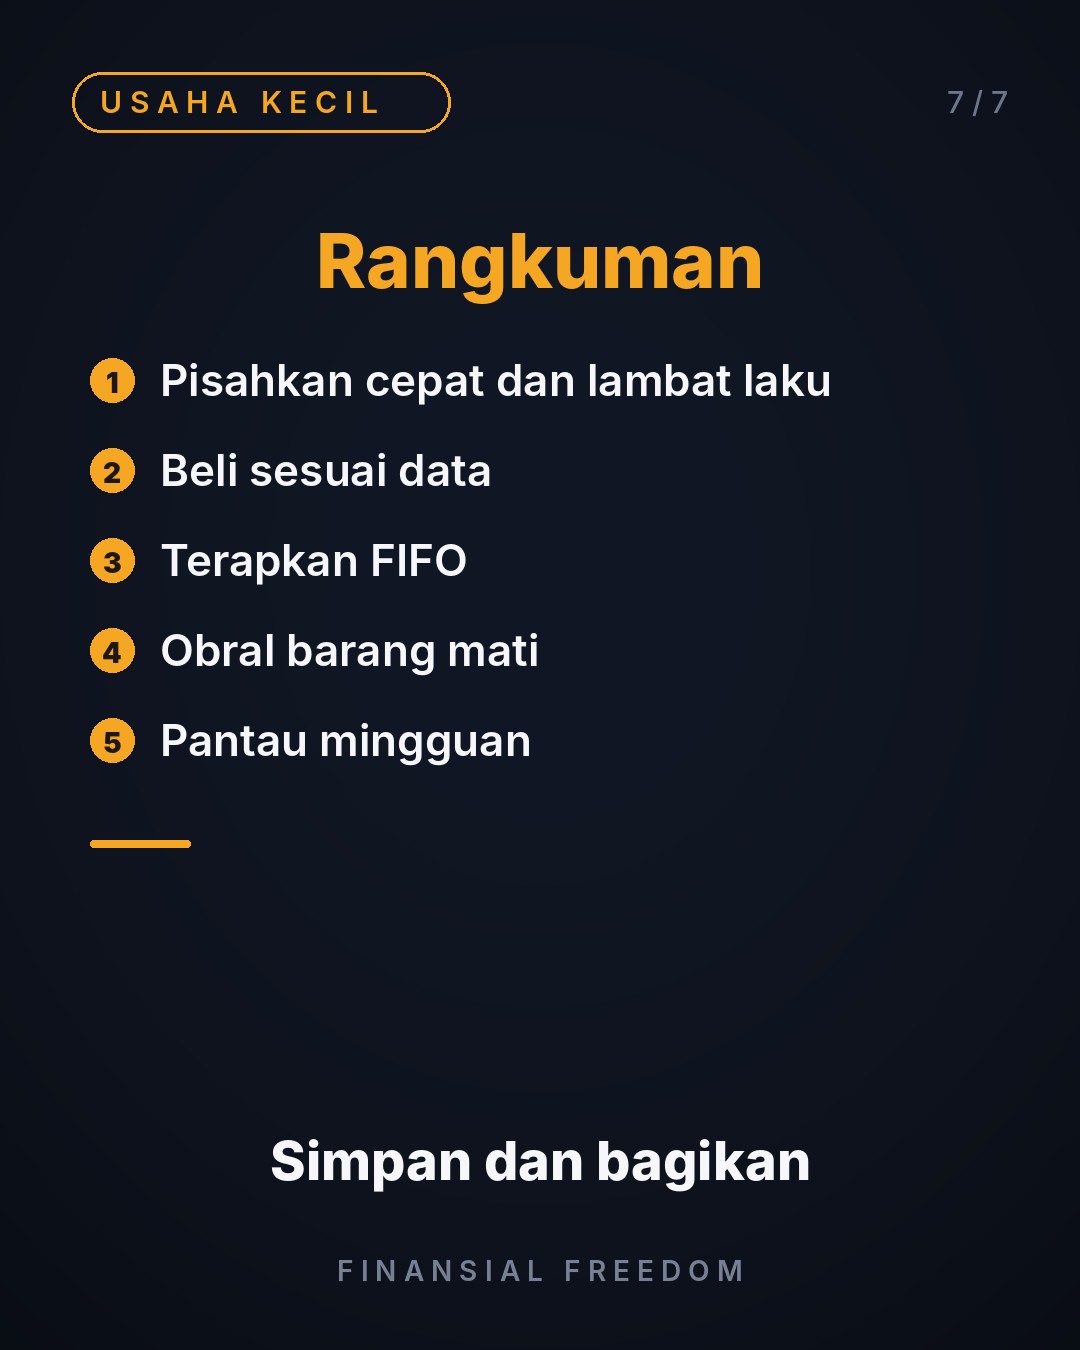 USAHA KECIL
7/7
Rangkuman
1 Pisahkan cepat dan lambat laku
2 Beli sesuai data
3 Terapkan FIFO
4 Obral barang mati
5 Pantau mingguan
Simpan dan bagikan
FINANSIAL FREEDOM